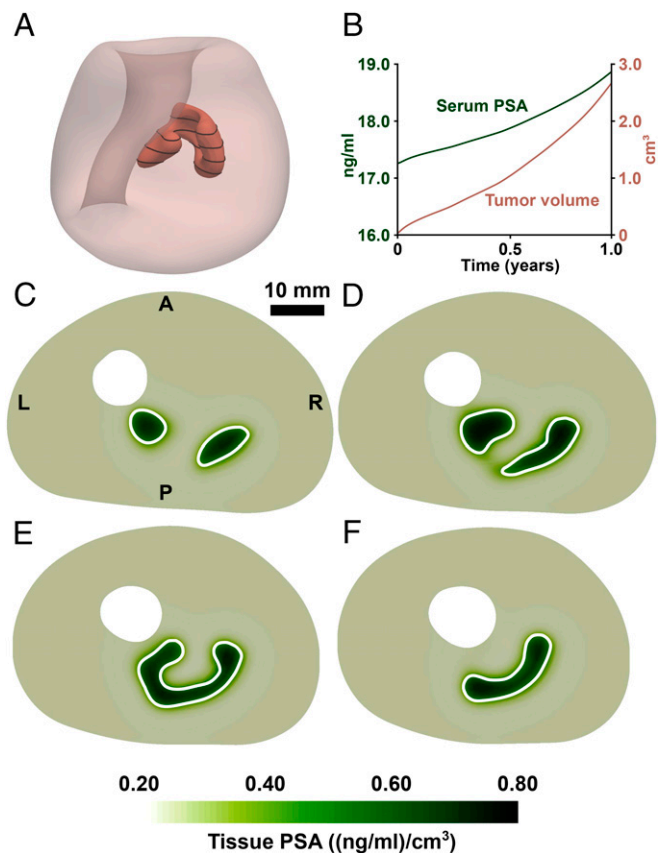 A
B
19.0
18.0
17.0
16.0
ng/ml
Serum PSA
Tumor volume
3.0
2.0
1.0
0
cm³
0
0.5
1.0
Time (years)
C
A
10 mm
D
L
R
P
E
F
0.20
0.40
0.60
0.80
Tissue PSA ((ng/ml)/cm³)